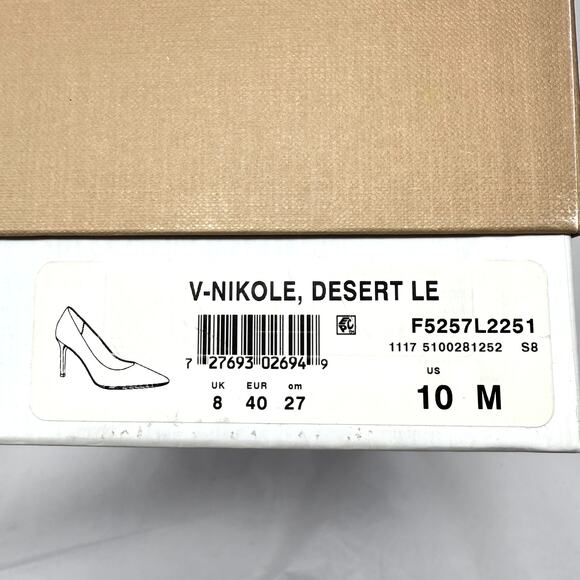 V-NIKOLE, DESERT LE
F5257L2251
1117 5100281252 S8
7 27693 02694 9
UK EUR cm
8 40 27
US
10 M